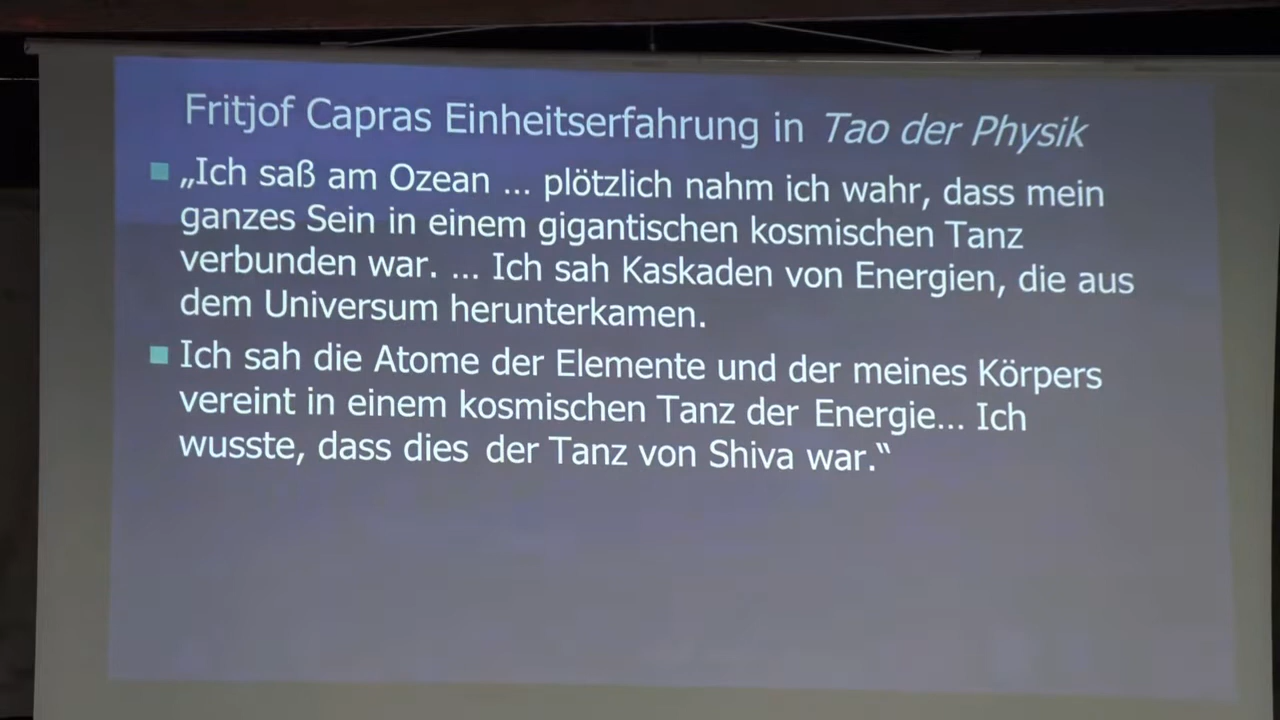 Fritjof Capras Einheitserfahrung in Tao der Physik
„Ich saß am Ozean ... plötzlich nahm ich wahr, dass mein
ganzes Sein in einem gigantischen kosmischen Tanz
verbunden war. ... Ich sah Kaskaden von Energien, die aus
dem Universum herunterkamen.
Ich sah die Atome der Elemente und der meines Körpers
vereint in einem kosmischen Tanz der Energie... Ich
wusste, dass dies der Tanz von Shiva war.“